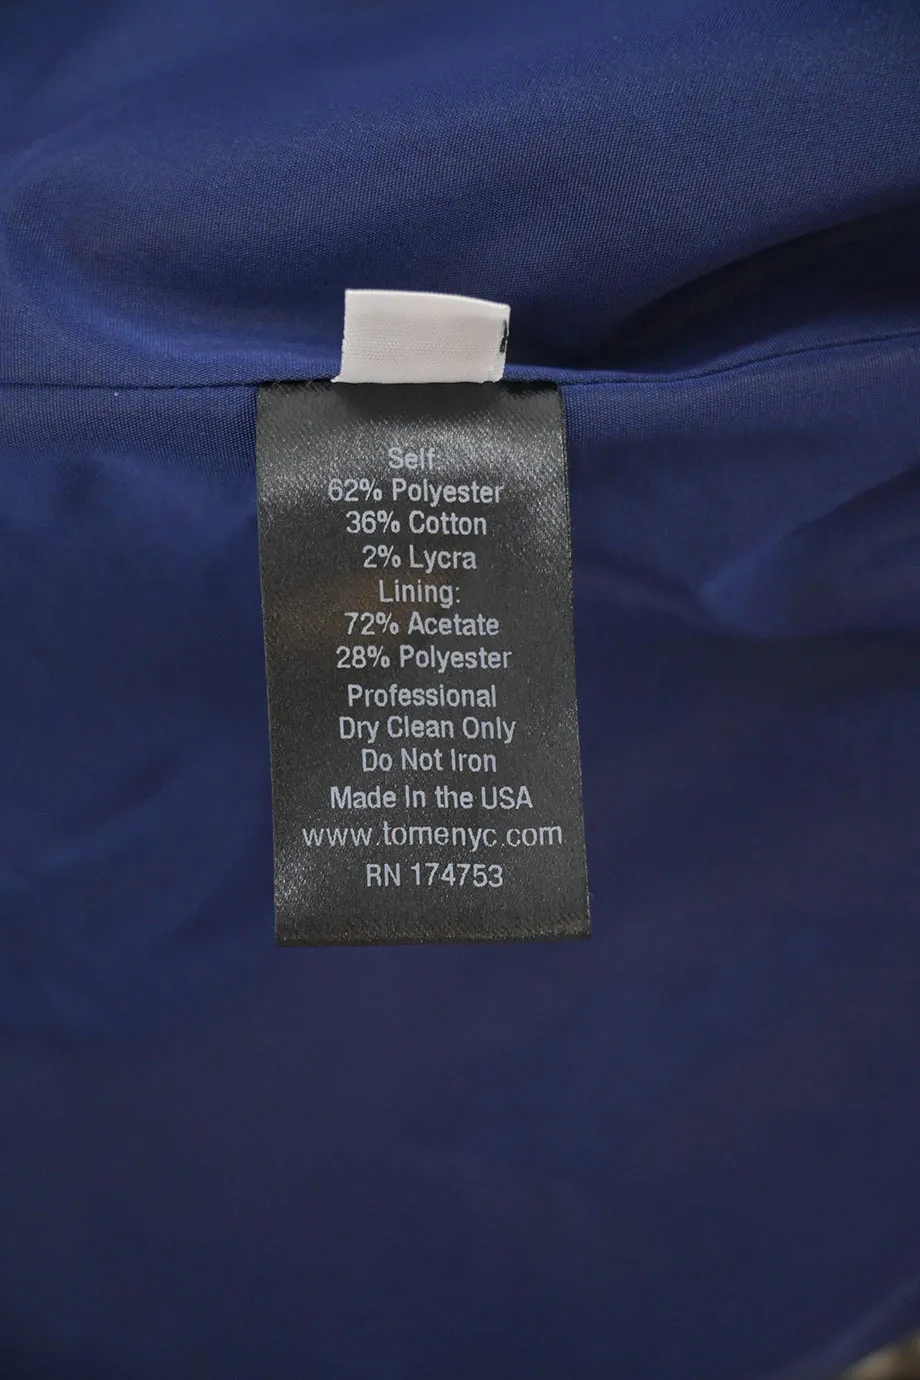 Self:
62% Polyester
36% Cotton
2% Lycra
Lining:
72% Acetate
28% Polyester
Professional
Dry Clean Only
Do Not Iron
Made In the USA
www.tomenyc.com
RN 174753